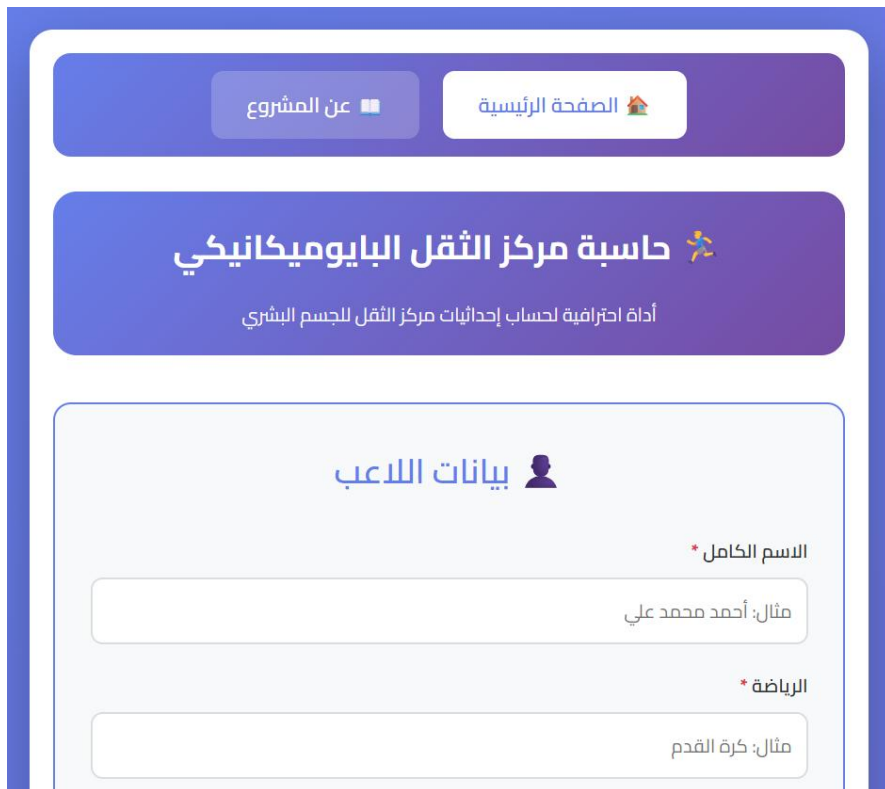 الصفحة الرئيسية
عن المشروع
حاسبة مركز الثقل البايوميكانيكي
أداة احترافية لحساب إحداثيات مركز الثقل للجسم البشري
بيانات اللاعب
الاسم الكامل *
مثال: أحمد محمد علي
الرياضة *
مثال: كرة القدم